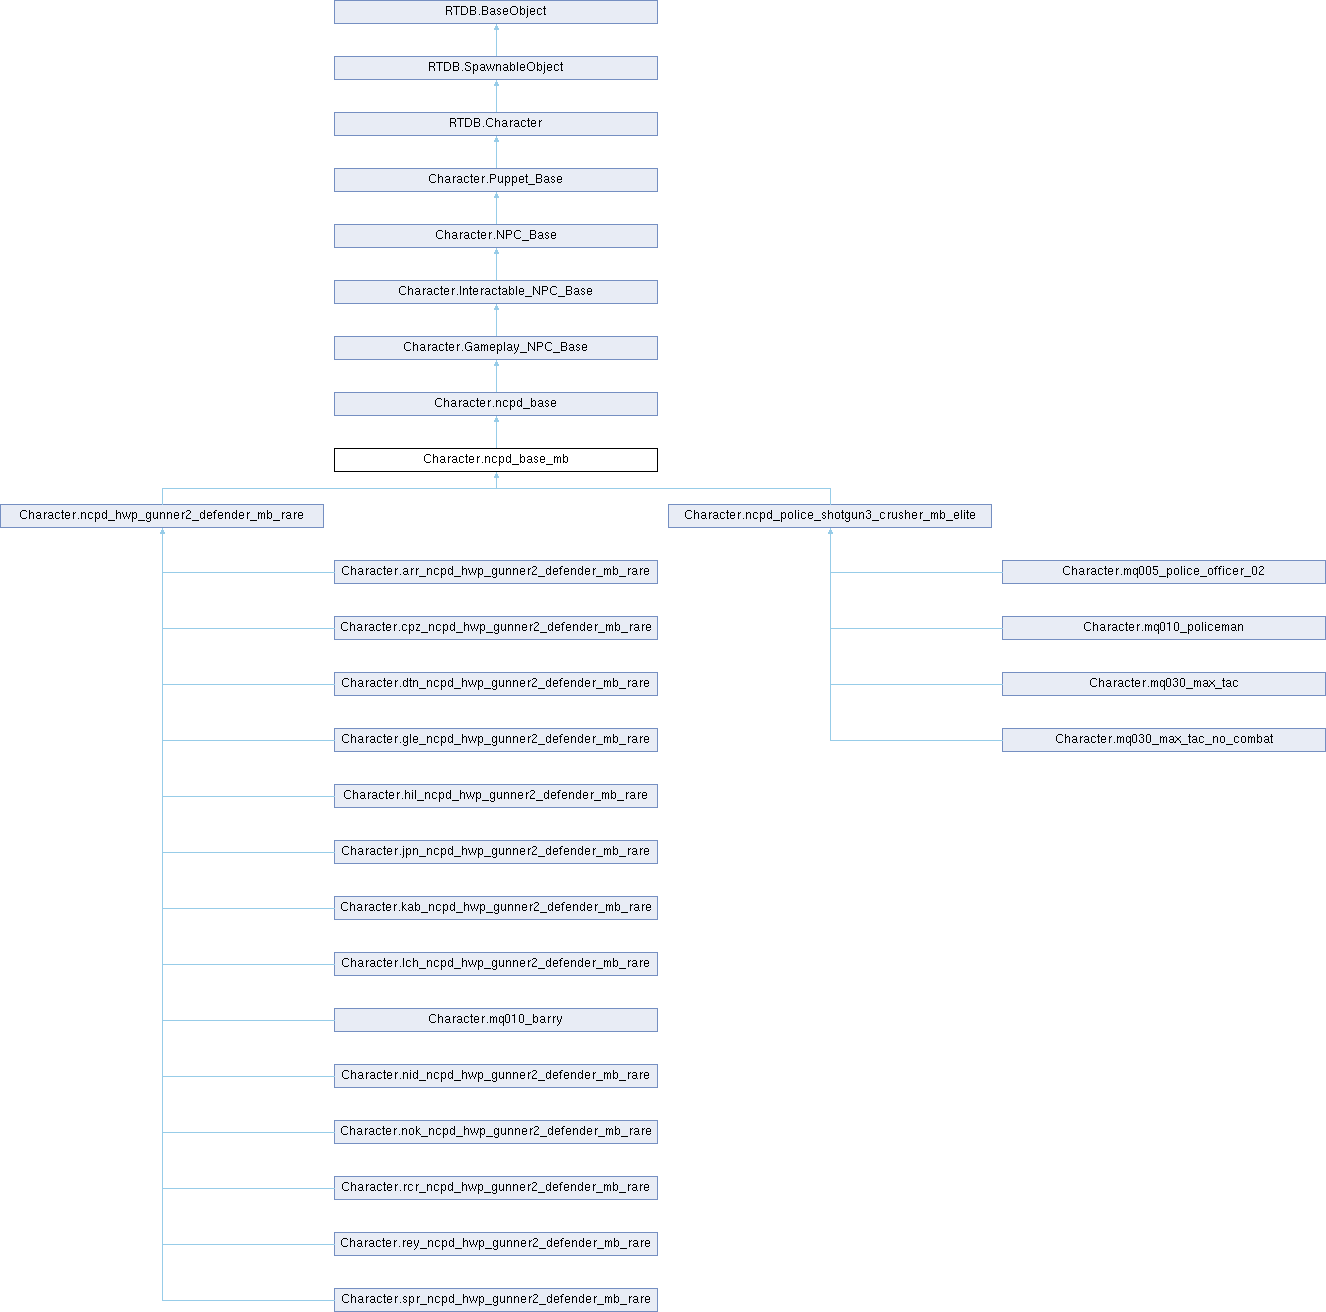 RTDB.BaseObject
RTDB.SpawnableObject
RTDB.Character
Character.Puppet_Base
Character.NPC_Base
Character.Interactable_NPC_Base
Character.Gameplay_NPC_Base
Character.ncpd_base
Character.ncpd_base_mb
Character.ncpd_hwp_gunner2_defender_mb_rare
Character.ncpd_police_shotgun3_crusher_mb_elite
Character.arr_ncpd_hwp_gunner2_defender_mb_rare
Character.mq005_police_officer_02
Character.cpz_ncpd_hwp_gunner2_defender_mb_rare
Character.mq010_policeman
Character.dtn_ncpd_hwp_gunner2_defender_mb_rare
Character.mq030_max_tac
Character.gle_ncpd_hwp_gunner2_defender_mb_rare
Character.mq030_max_tac_no_combat
Character.hil_ncpd_hwp_gunner2_defender_mb_rare
Character.jpn_ncpd_hwp_gunner2_defender_mb_rare
Character.kab_ncpd_hwp_gunner2_defender_mb_rare
Character.lch_ncpd_hwp_gunner2_defender_mb_rare
Character.mq010_barry
Character.nid_ncpd_hwp_gunner2_defender_mb_rare
Character.nok_ncpd_hwp_gunner2_defender_mb_rare
Character.rcr_ncpd_hwp_gunner2_defender_mb_rare
Character.rey_ncpd_hwp_gunner2_defender_mb_rare
Character.spr_ncpd_hwp_gunner2_defender_mb_rare